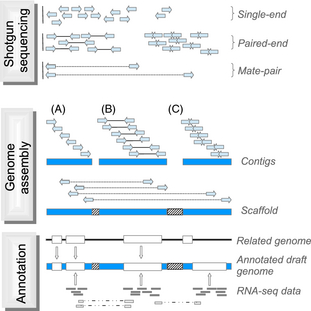 Shotgun
sequencing
Single-end
Paired-end
Mate-pair
Genome
assembly
(A)
(B)
(C)
Contigs
Scaffold
Annotation
Related genome
Annotated draft
genome
RNA-seq data